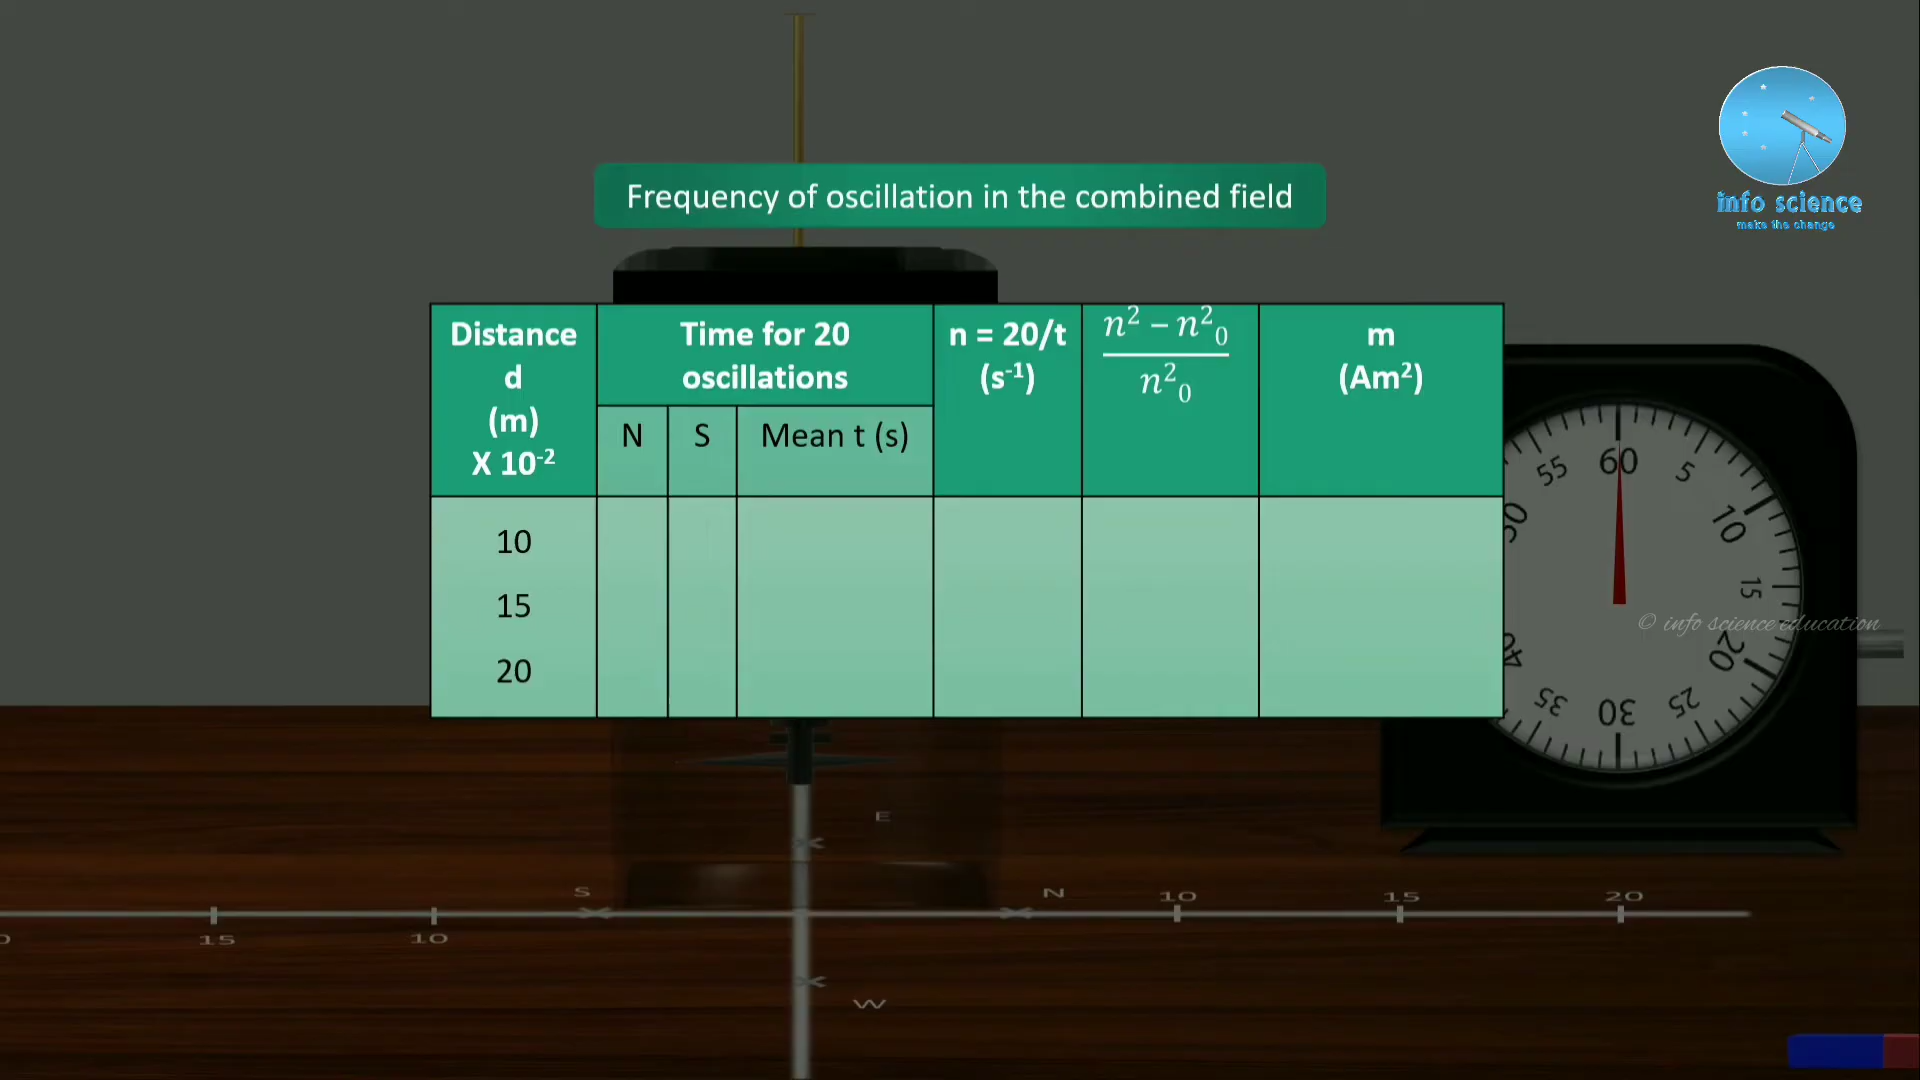 info science
make the change
Frequency of oscillation in the combined field
Distance
d
(m)
X 10⁻²
Time for 20
oscillations
N
S
Mean t (s)
n = 20/t
(s⁻¹)
n² – n²₀
n²₀
m
(Am²)
10
15
20
55
60
5
10
15
20
25
30
35
© info science education
E
S
N
10
15
20
15
10
W